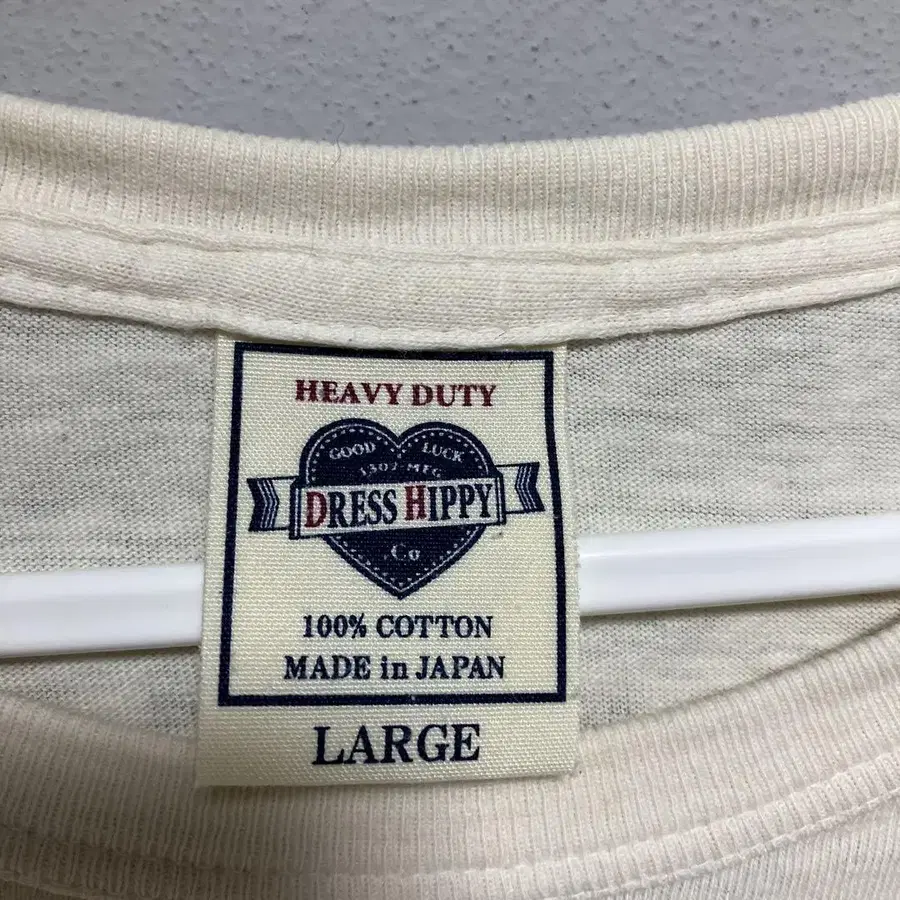 HEAVY DUTY
GOOD LUCK
1302-MFG
DRESS HIPPY
.Co
100% COTTON
MADE in JAPAN
LARGE